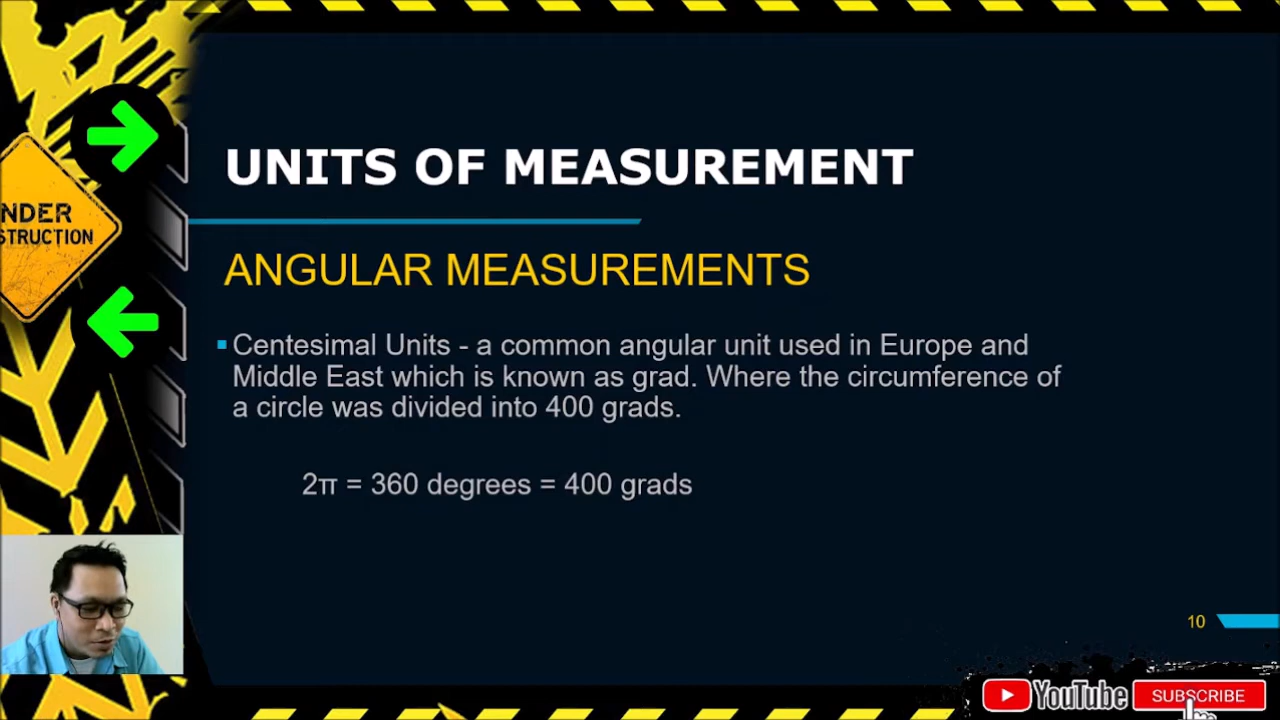 UNITS OF MEASUREMENT
NDER
STRUCTION
ANGULAR MEASUREMENTS
▪Centesimal Units - a common angular unit used in Europe and
Middle East which is known as grad. Where the circumference of
a circle was divided into 400 grads.
2π = 360 degrees = 400 grads
10
YouTube SUBSCRIBE